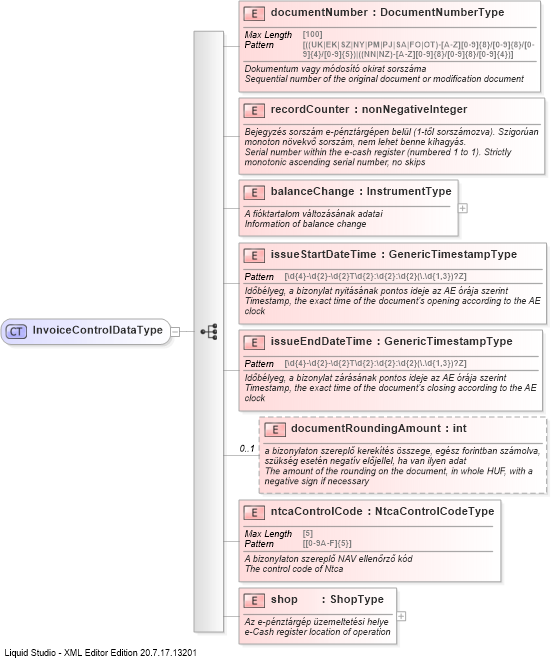 E documentNumber : DocumentNumberType
Max Length [100]
Pattern [((UK|EK|SZ|NY|PM|PJ|SA|FO|OT)-[A-Z][0-9]{8}/[0-9]{8}/[0-
9]{4}/[0-9]{5})|((NN|NZ)-[A-Z][0-9]{8}/[0-9]{8}/[0-9]{4})]
Dokumentum vagy módosító okirat sorszáma
Sequential number of the original document or modification document
E recordCounter : nonNegativeInteger
Bejegyzés sorszám e-pénztárgépen belül (1-től sorszámozva). Szigorúan
monoton növekvő sorszám, nem lehet benne kihagyás.
Serial number within the e-cash register (numbered 1 to 1). Strictly
monotonic ascending serial number, no skips
E balanceChange : InstrumentType
A fióktartalom változásának adatai
Information of balance change
E issueStartDateTime : GenericTimestampType
Pattern [\d{4}-\d{2}-\d{2}T\d{2}:\d{2}:\d{2}(\.\d{1,3})?Z]
Időbélyeg, a bizonylat nyitásának pontos ideje az AE órája szerint
Timestamp, the exact time of the document's opening according to the AE
clock
CT InvoiceControlDataType
E issueEndDateTime : GenericTimestampType
Pattern [\d{4}-\d{2}-\d{2}T\d{2}:\d{2}:\d{2}(\.\d{1,3})?Z]
Időbélyeg, a bizonylat zárásának pontos ideje az AE órája szerint
Timestamp, the exact time of the document's closing according to the AE
clock
0..1
E documentRoundingAmount : int
a bizonylaton szereplő kerekítés összege, egész forintban számolva,
szükség esetén negatív előjellel, ha van ilyen adat
The amount of the rounding on the document, in whole HUF, with a
negative sign if necessary
E ntcaControlCode : NtcaControlCodeType
Max Length [5]
Pattern [[0-9A-F]{5}]
A bizonylaton szereplő NAV ellenőrző kód
The control code of Ntca
E shop : ShopType
Az e-pénztárgép üzemeltetési helye
e-Cash register location of operation
Liquid Studio - XML Editor Edition 20.7.17.13201